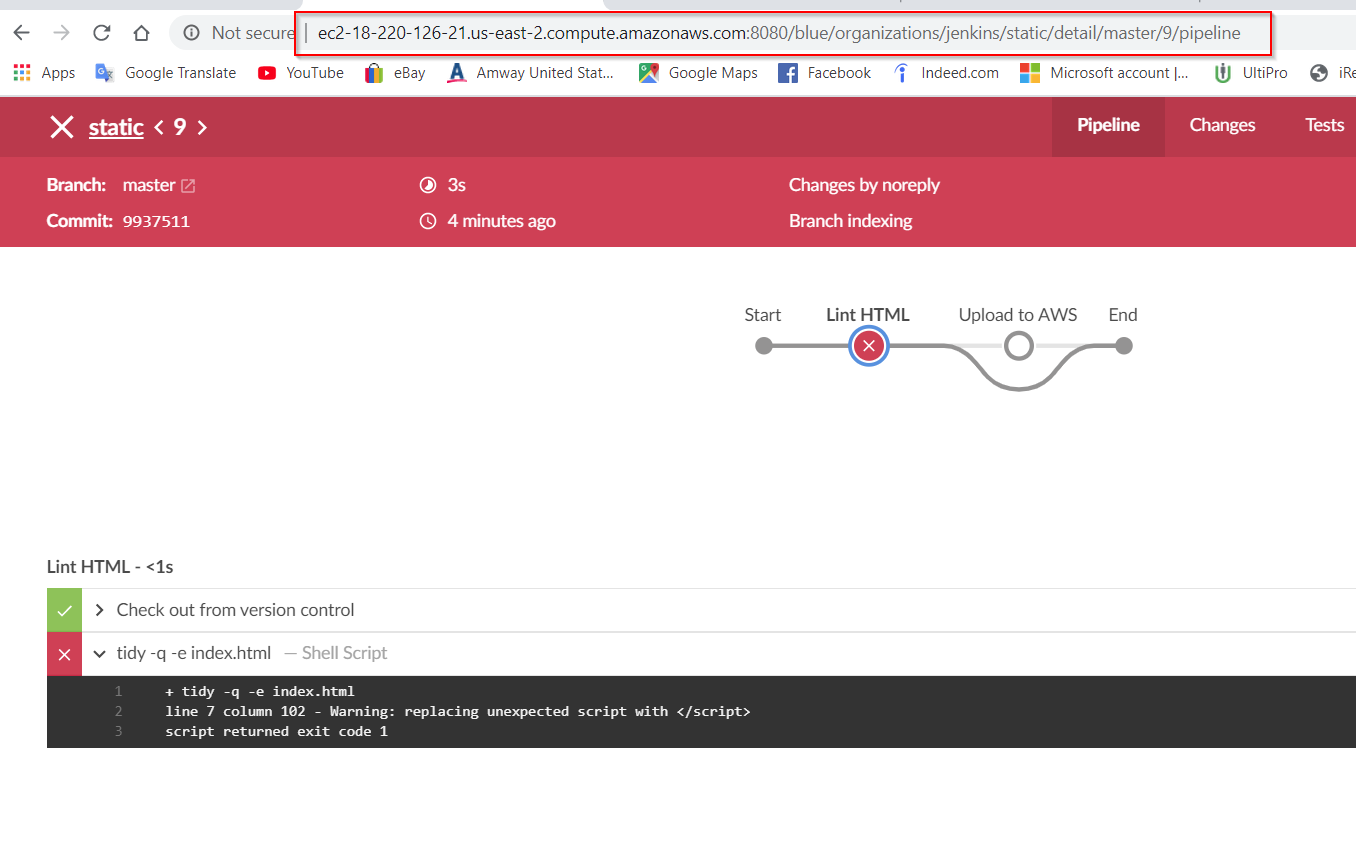 Not secure | ec2-18-220-126-21.us-east-2.compute.amazonaws.com:8080/blue/organizations/jenkins/static/detail/master/9/pipeline
Apps Google Translate YouTube eBay Amway United Stat... Google Maps Facebook Indeed.com Microsoft account |... UltiPro iRe
static < 9 > Pipeline Changes Tests
Branch: master 3s Changes by noreply
Commit: 9937511 4 minutes ago Branch indexing
Start Lint HTML Upload to AWS End
Lint HTML - <1s
Check out from version control
tidy -q -e index.html — Shell Script
1 + tidy -q -e index.html
2 line 7 column 102 - Warning: replacing unexpected script with </script>
3 script returned exit code 1